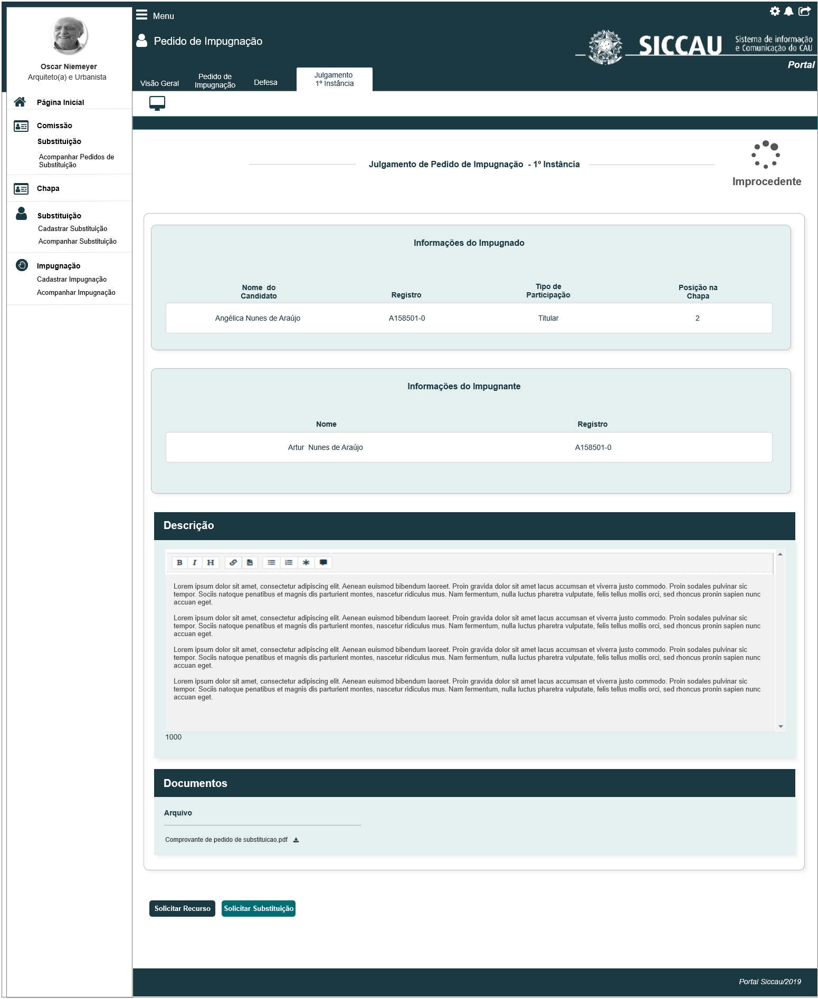 Menu
Pedido de Impugnação
SICCAU
Sistema de informação
e Comunicação do CAU
Portal
Visão Geral
Pedido de
Impugnação
Defesa
Julgamento
1º Instância
Oscar Niemeyer
Arquiteto(a) e Urbanista
Página Inicial
Comissão
Substituição
Acompanhar Pedidos de
Substituição
Chapa
Substituição
Cadastrar Substituição
Acompanhar Substituição
Impugnação
Cadastrar Impugnação
Acompanhar Impugnação
Julgamento de Pedido de Impugnação - 1º Instância
Improcedente
Informações do Impugnado
Nome do
Candidato
Registro
Tipo de
Participação
Posição na
Chapa
Angélica Nunes de Araújo
A158501-0
Titular
2
Informações do Impugnante
Nome
Registro
Artur Nunes de Araújo
A158501-0
Descrição
B I H
Lorem ipsum dolor sit amet, consectetur adipiscing elit. Aenean euismod bibendum laoreet. Proin gravida dolor sit amet lacus accumsan et viverra justo commodo. Proin sodales pulvinar sic
tempor. Sociis natoque penatibus et magnis dis parturient montes, nascetur ridiculus mus. Nam fermentum, nulla luctus pharetra vulputate, felis tellus mollis orci, sed rhoncus pronin sapien nunc
accuan eget.
Lorem ipsum dolor sit amet, consectetur adipiscing elit. Aenean euismod bibendum laoreet. Proin gravida dolor sit amet lacus accumsan et viverra justo commodo. Proin sodales pulvinar sic
tempor. Sociis natoque penatibus et magnis dis parturient montes, nascetur ridiculus mus. Nam fermentum, nulla luctus pharetra vulputate, felis tellus mollis orci, sed rhoncus pronin sapien nunc
accuan eget.
Lorem ipsum dolor sit amet, consectetur adipiscing elit. Aenean euismod bibendum laoreet. Proin gravida dolor sit amet lacus accumsan et viverra justo commodo. Proin sodales pulvinar sic
tempor. Sociis natoque penatibus et magnis dis parturient montes, nascetur ridiculus mus. Nam fermentum, nulla luctus pharetra vulputate, felis tellus mollis orci, sed rhoncus pronin sapien nunc
accuan eget.
Lorem ipsum dolor sit amet, consectetur adipiscing elit. Aenean euismod bibendum laoreet. Proin gravida dolor sit amet lacus accumsan et viverra justo commodo. Proin sodales pulvinar sic
tempor. Sociis natoque penatibus et magnis dis parturient montes, nascetur ridiculus mus. Nam fermentum, nulla luctus pharetra vulputate, felis tellus mollis orci, sed rhoncus pronin sapien nunc
accuan eget.
1000
Documentos
Arquivo
Comprovante de pedido de substituicao.pdf
Solicitar Recurso
Solicitar Substituição
Portal Siccau/2019